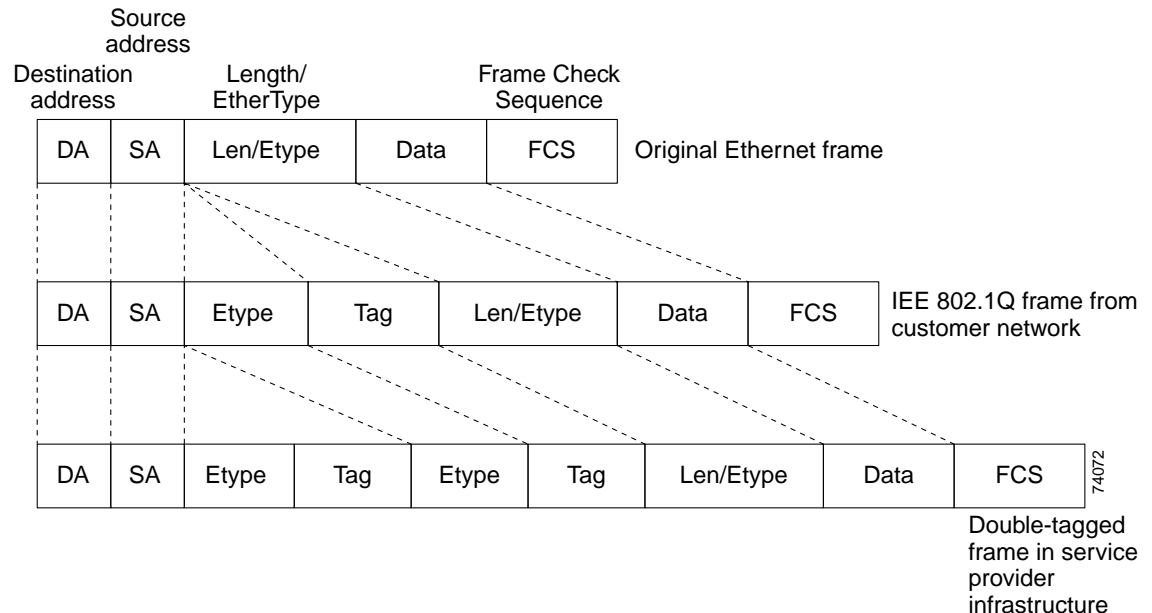 Source
address
Destination
address
Length/
EtherType
Frame Check
Sequence
DA SA Len/Etype Data FCS Original Ethernet frame
DA SA Etype Tag Len/Etype Data FCS IEE 802.1Q frame from
customer network
DA SA Etype Tag Etype Tag Len/Etype Data FCS 74072
Double-tagged
frame in service
provider
infrastructure